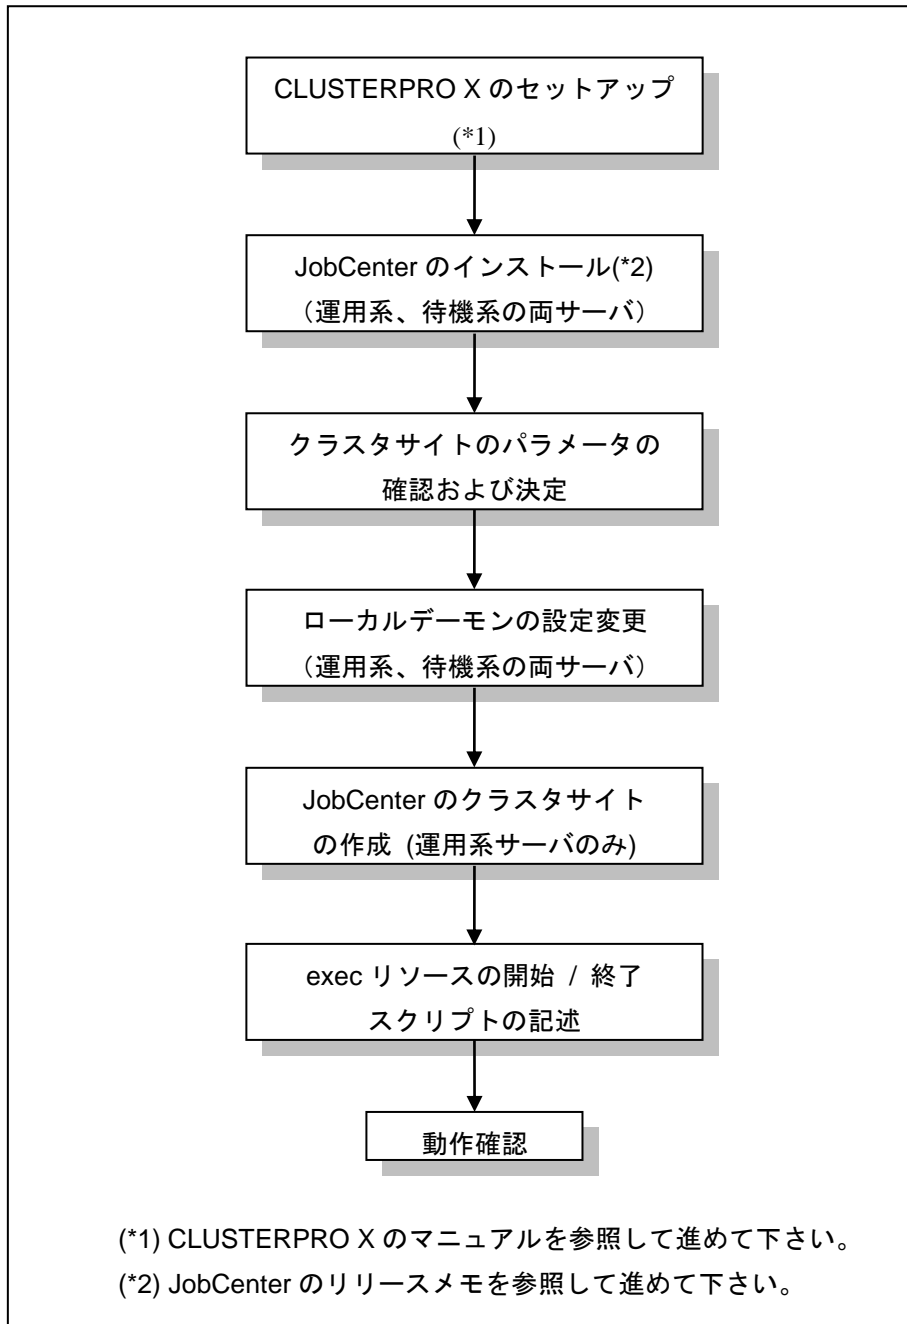 CLUSTERPRO X のセットアップ
(*1)
JobCenter のインストール(*2)
（運用系、待機系の両サーバ）
クラスタサイトのパラメータの
確認および決定
ローカルデーモンの設定変更
（運用系、待機系の両サーバ）
JobCenter のクラスタサイト
の作成 (運用系サーバのみ)
exec リソースの開始 / 終了
スクリプトの記述
動作確認
(*1) CLUSTERPRO X のマニュアルを参照して進めて下さい。
(*2) JobCenter のリリースメモを参照して進めて下さい。